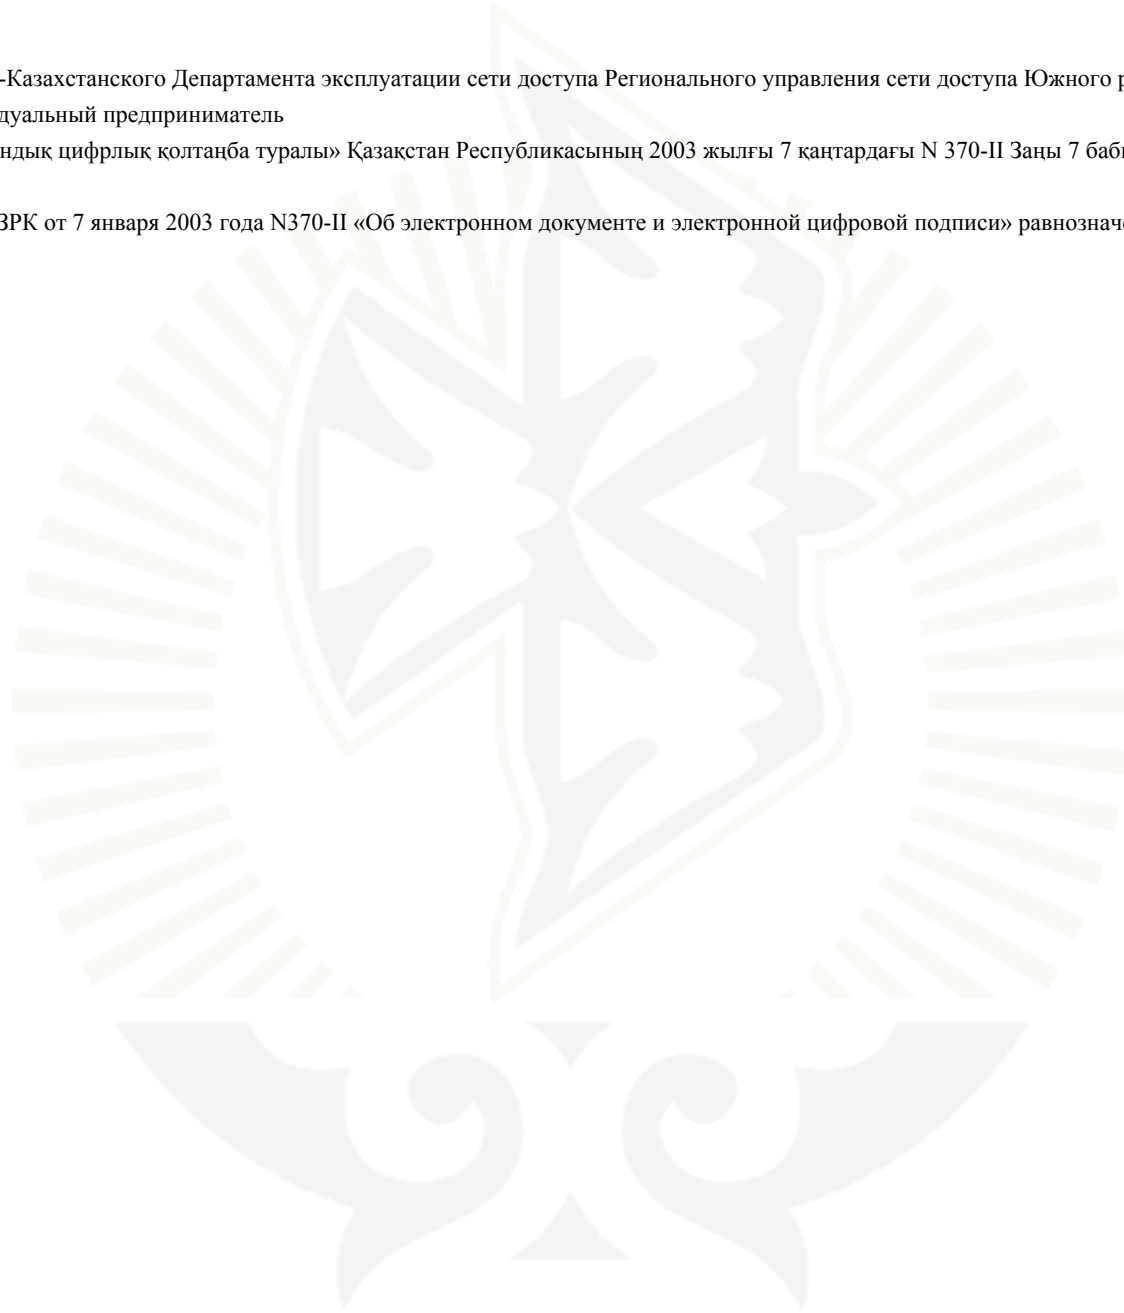 -Казахстанского Департамента эксплуатации сети доступа Регионального управления сети доступа Южного р
дуальный предприниматель
ндық цифрлық қолтаңба туралы» Қазақстан Республикасының 2003 жылғы 7 қаңтардағы N 370-II Заңы 7 баб
ЗРК от 7 января 2003 года N370-II «Об электронном документе и электронной цифровой подписи» равнознач